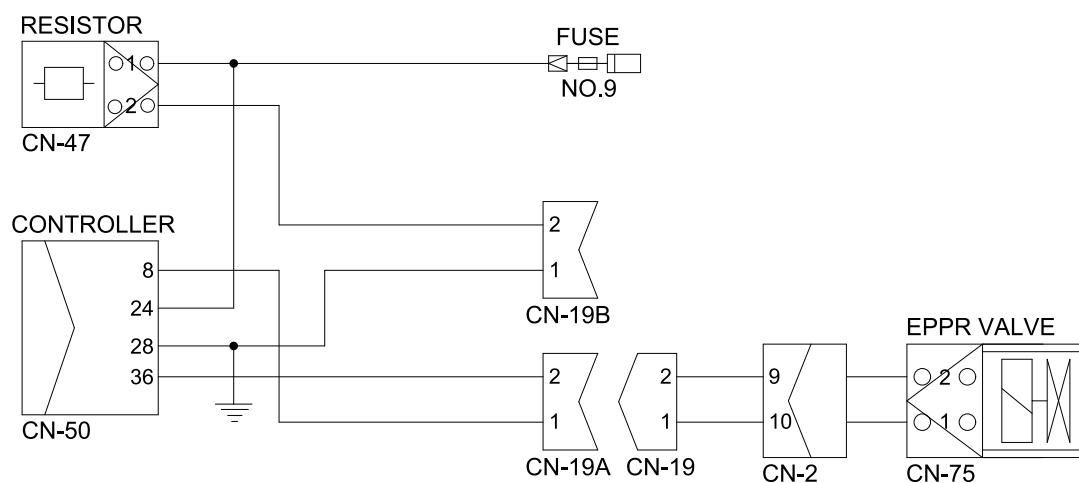 RESISTOR
1
2
CN-47
FUSE
NO.9
CONTROLLER
8
24
28
36
CN-50
2
1
CN-19B
2
1
CN-19A
2
1
CN-19
9
10
CN-2
EPPR VALVE
2
1
CN-75